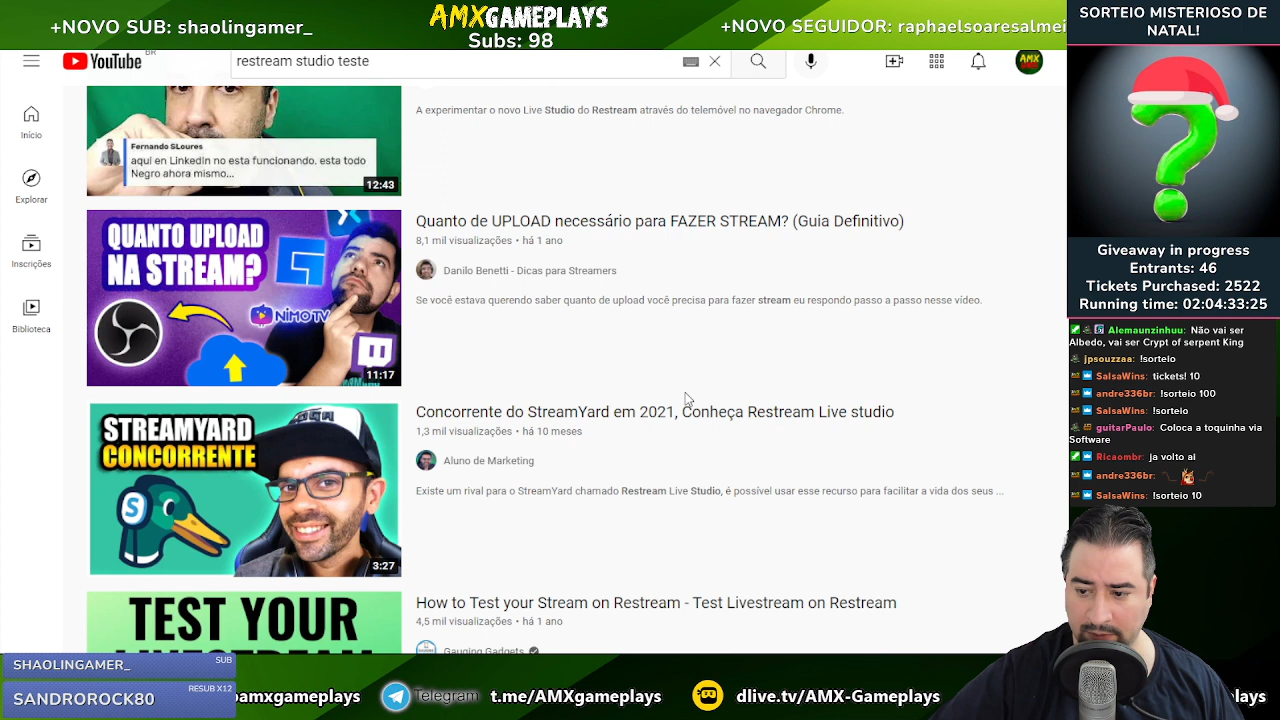 +NOVO SUB: shaolingamer_
AMXGAMEPLAYS
Subs: 98
+NOVO SEGUIDOR: raphaelsoaresalmei
SORTEIO MISTERIOSO DE
NATAL!
YouTube BR
restream studio teste
AMX
Início
Explorar
Inscrições
Biblioteca
Fernando SLoures
aqui en LinkedIn no esta funcionando, esta todo
Negro ahora mismo...
12:43
A experimentar o novo Live Studio do Restream através do telemóvel no navegador Chrome.
QUANTO UPLOAD
NA STREAM?
NIMOTV
11:17
Quanto de UPLOAD necessário para FAZER STREAM? (Guia Definitivo)
8,1 mil visualizações • há 1 ano
Danilo Benetti - Dicas para Streamers
Se você estava querendo saber quanto de upload você precisa para fazer stream eu respondo passo a passo nesse vídeo.
STREAMYARD
CONCORRENTE
S
3:27
Concorrente do StreamYard em 2021, Conheça Restream Live studio
1,3 mil visualizações • há 10 meses
Aluno de Marketing
Existe um rival para o StreamYard chamado Restream Live Studio, é possível usar esse recurso para facilitar a vida dos seus ...
TEST YOUR
LIVESTREAM
How to Test your Stream on Restream - Test Livestream on Restream
4,5 mil visualizações • há 1 ano
Gauging Gadgets
Giveaway in progress
Entrants: 46
Tickets Purchased: 2522
Running time: 02:04:33:25
Alemaunzinhuu: Não vai ser
Albedo, vai ser Crypt of serpent King
jpsouzzaa: !sorteio
SalsaWins: tickets! 10
andre336br: !sorteio 100
SalsaWins: !sorteio
guitarPaulo: Coloca a toquinha via
Software
Ricaombr: ja volto al
andre336br:
SalsaWins: !sorteio 10
SHAOLINGAMER_
SUB
SANDROROCK80
RESUB X12
amxgameplays
Telegram
t.me/AMXgameplays
dlive.tv/AMX-Gameplays
plays